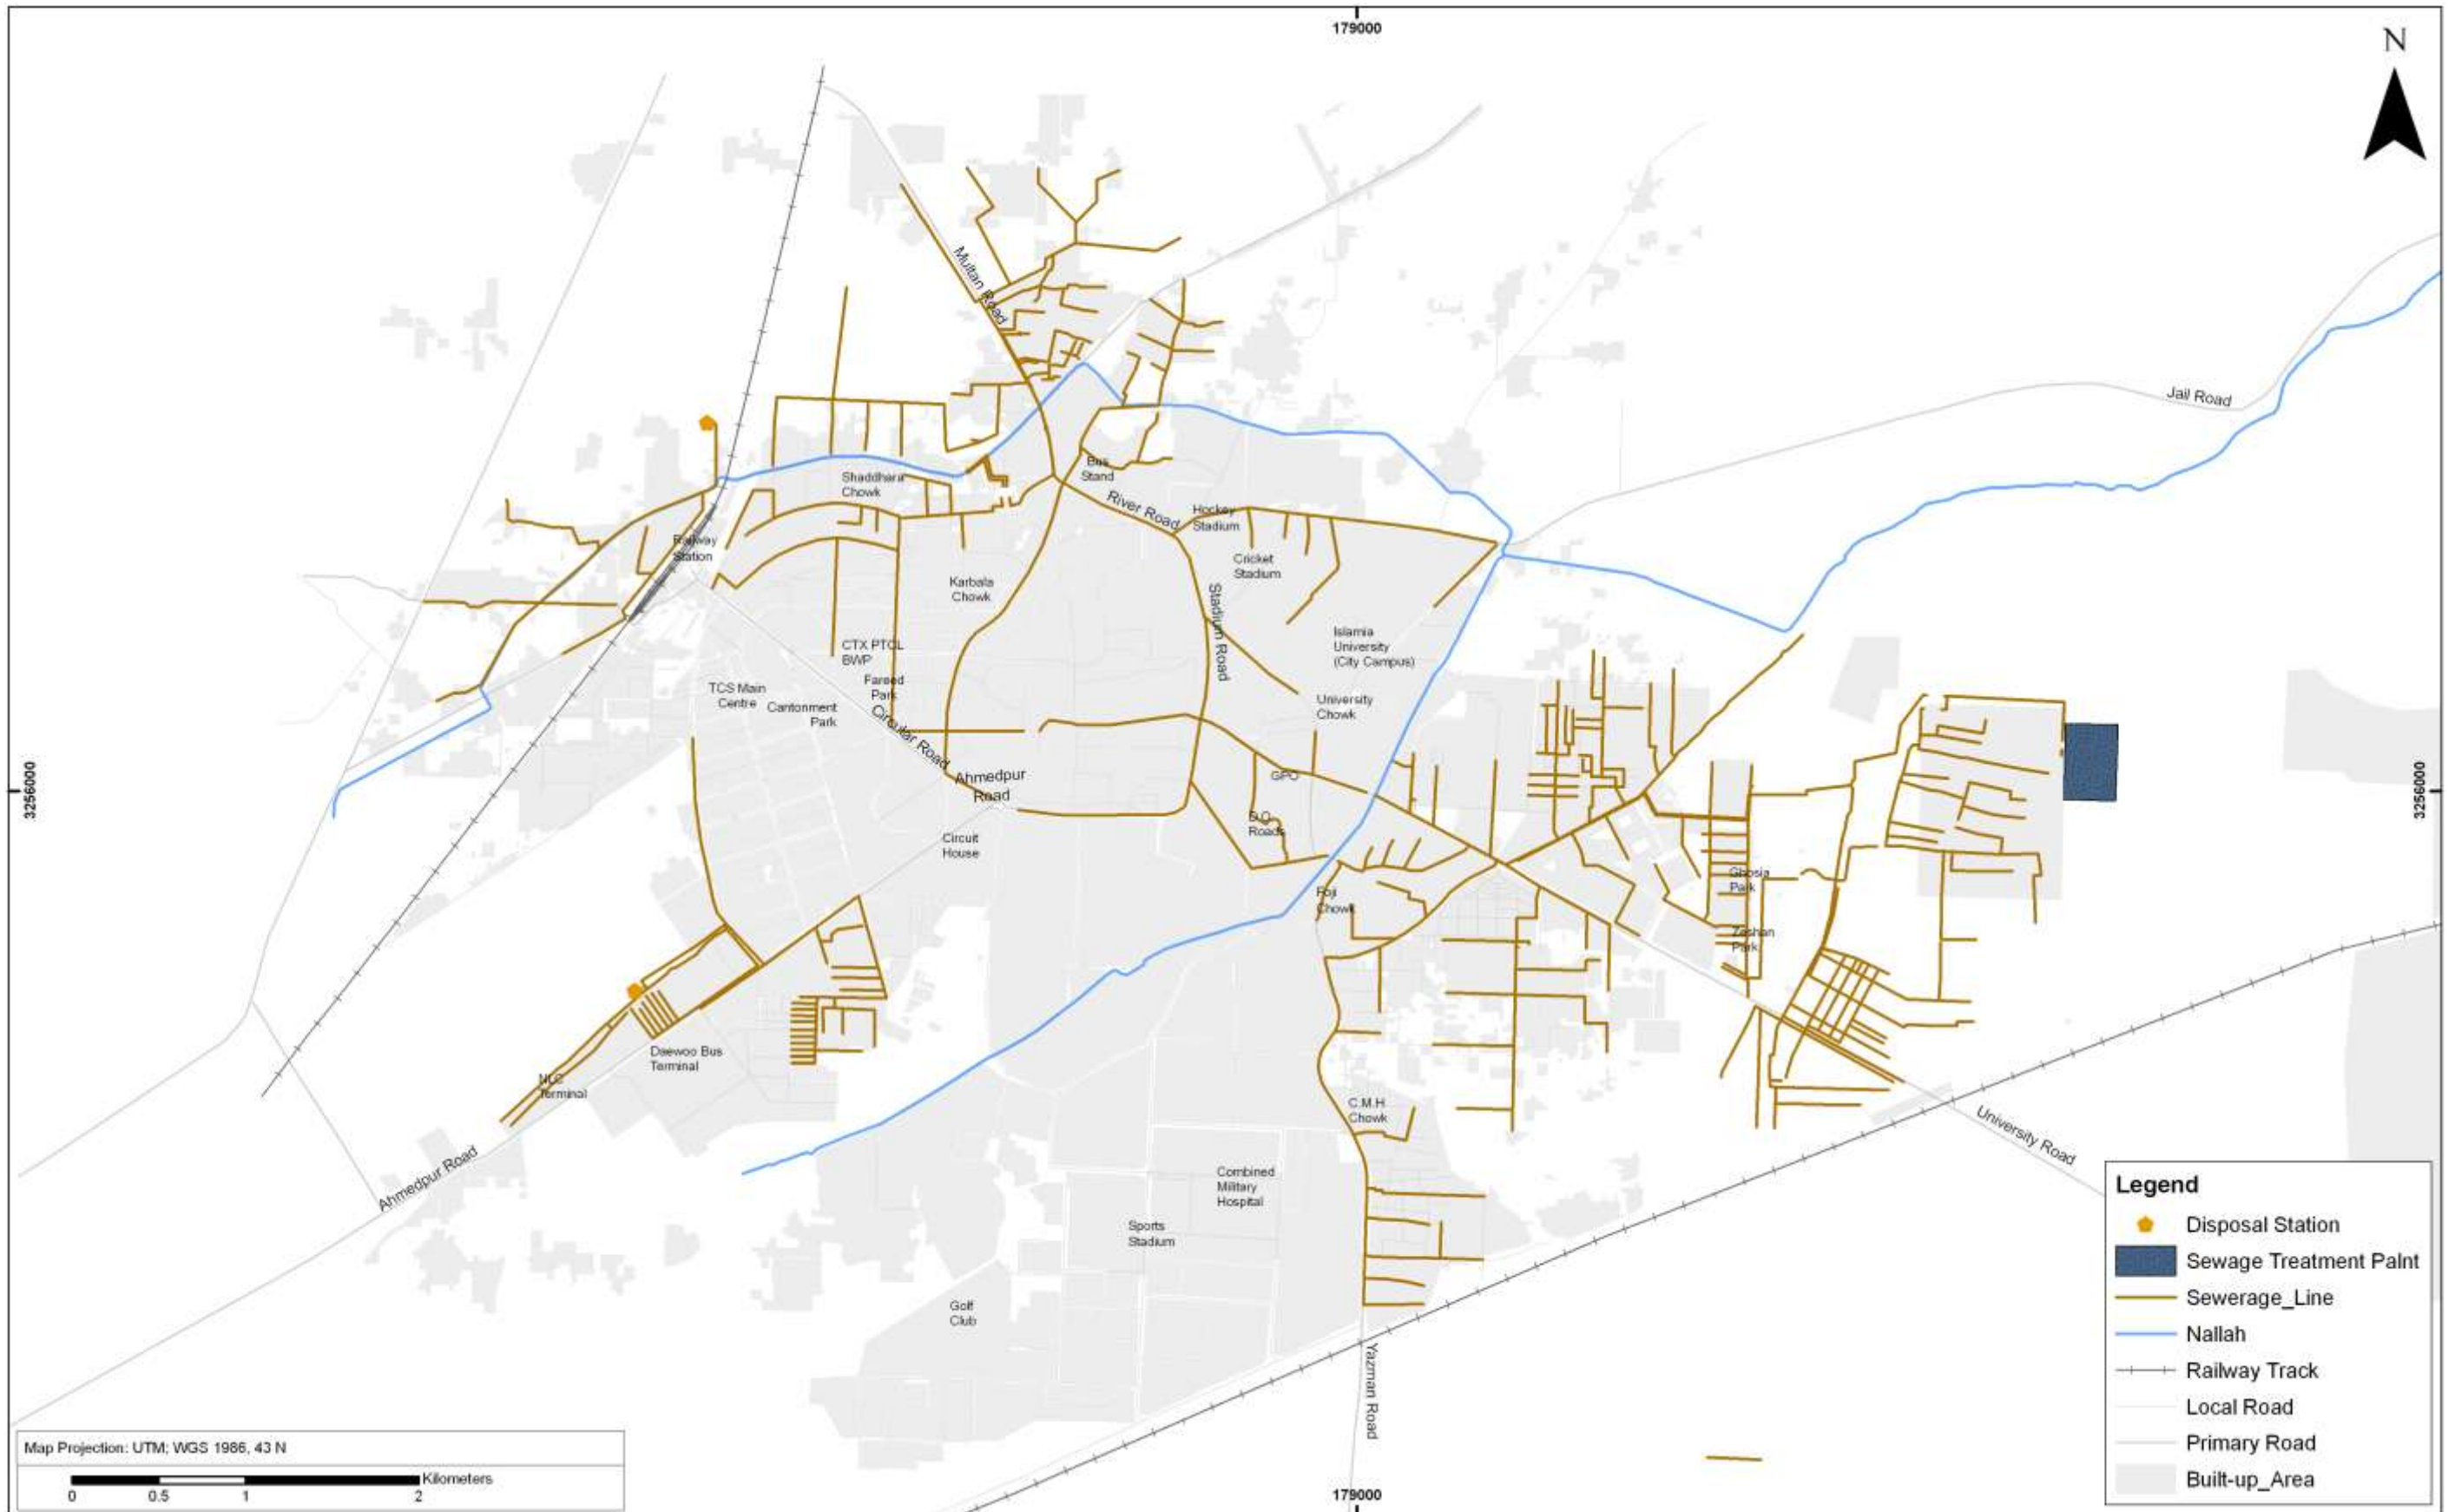 179000
N
Multan Road
Jail Road
Shaddhara
Chowk
Bus
Stand
River Road
Hockey
Stadium
Railway
Station
Cricket
Stadium
Karbala
Chowk
Stadium Road
Islamia
University
(City Campus)
CTX PTCL
BWP
Fareed
Park
TCS Main
Centre
Cantonment
Park
University
Chowk
Circular Road
3256000
3256000
Ahmedpur
Road
GPO
D.C.
Roads
Circuit
House
Foji
Chowk
Ghosia
Park
Zeshan
Park
Daewoo Bus
Terminal
NLC
Terminal
C.M.H
Chowk
University Road
Ahmedpur Road
Combined
Military
Hospital
Sports
Stadium
Golf
Club
Yazman Road
Legend
Disposal Station
Sewage Treatment Palnt
Sewerage_Line
Nallah
Railway Track
Local Road
Primary Road
Built-up_Area
Map Projection: UTM; WGS 1986, 43 N
Kilometers
0 0.5 1 2
179000